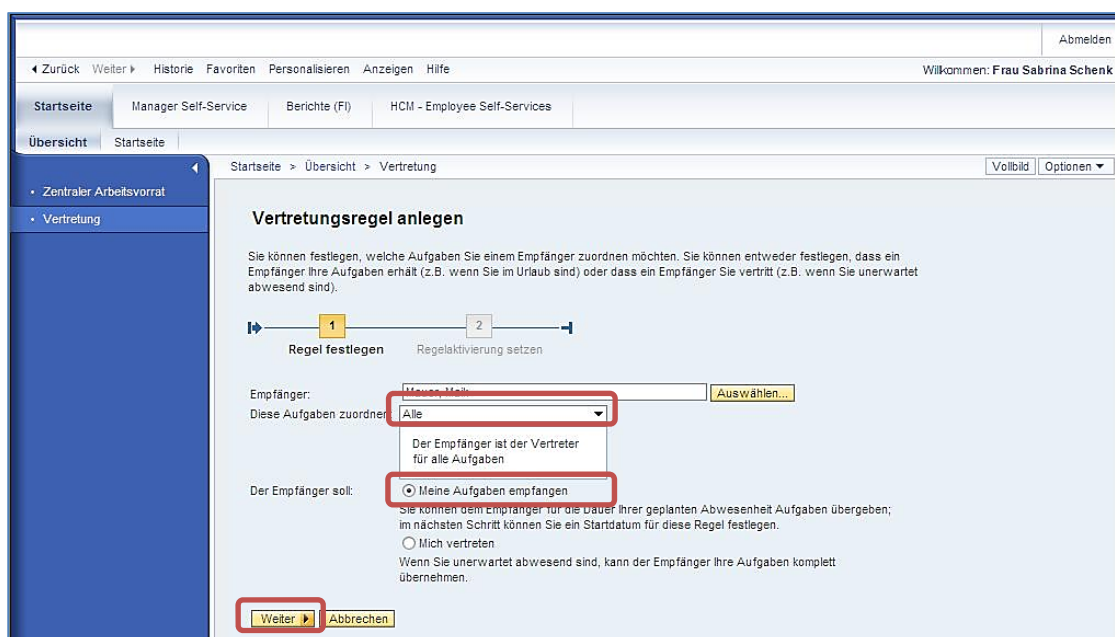 Abmelden
Zurück Weiter Historie Favoriten Personalisieren Anzeigen Hilfe Willkommen: Frau Sabrina Schenk
Startseite Manager Self-Service Berichte (FI) HCM - Employee Self-Services
Übersicht Startseite
Startseite > Übersicht > Vertretung Vollbild Optionen
• Zentraler Arbeitsvorrat
• Vertretung
Vertretungsregel anlegen
Sie können festlegen, welche Aufgaben Sie einem Empfänger zuordnen möchten. Sie können entweder festlegen, dass ein
Empfänger Ihre Aufgaben erhält (z.B. wenn Sie im Urlaub sind) oder dass ein Empfänger Sie vertritt (z.B. wenn Sie unerwartet
abwesend sind).
1 2
Regel festlegen Regelaktivierung setzen
Empfänger: Auswählen...
Diese Aufgaben zuordnen: Alle
Der Empfänger ist der Vertreter
für alle Aufgaben
Der Empfänger soll: Meine Aufgaben empfangen
Sie können dem Empfänger für die Dauer Ihrer geplanten Abwesenheit Aufgaben übergeben;
im nächsten Schritt können Sie ein Startdatum für diese Regel festlegen.
Mich vertreten
Wenn Sie unerwartet abwesend sind, kann der Empfänger Ihre Aufgaben komplett
übernehmen.
Weiter Abbrechen